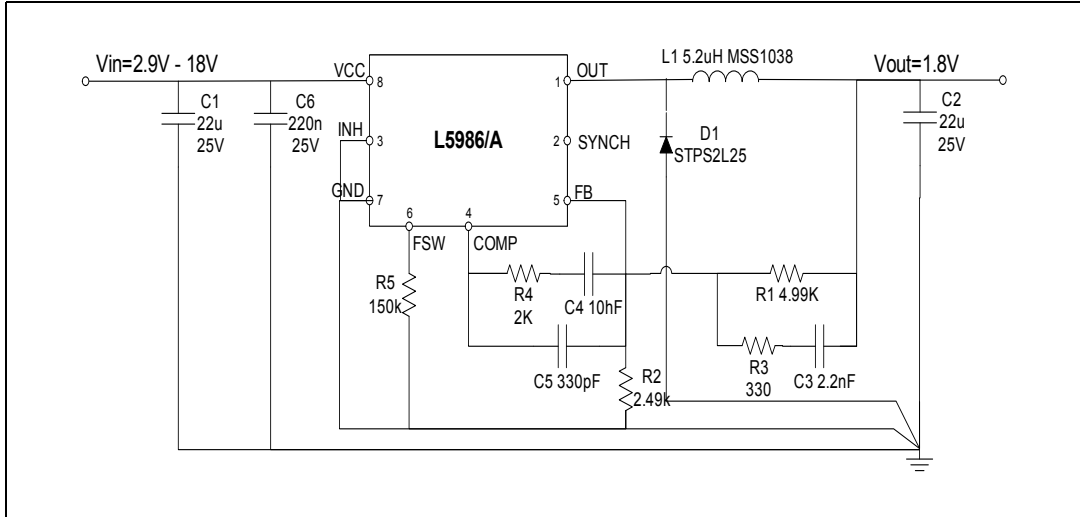 Vin=2.9V - 18V
C1
22u
25V
C6
220n
25V
VCC
8
INH
3
GND
7
L5986/A
1
OUT
2
SYNCH
5
FB
6
FSW
4
COMP
L1 5.2uH MSS1038
Vout=1.8V
C2
22u
25V
D1
STPS2L25
R5
150k
R4
2K
C4 10hF
C5 330pF
R2
2.49k
R1 4.99K
R3
330
C3 2.2nF